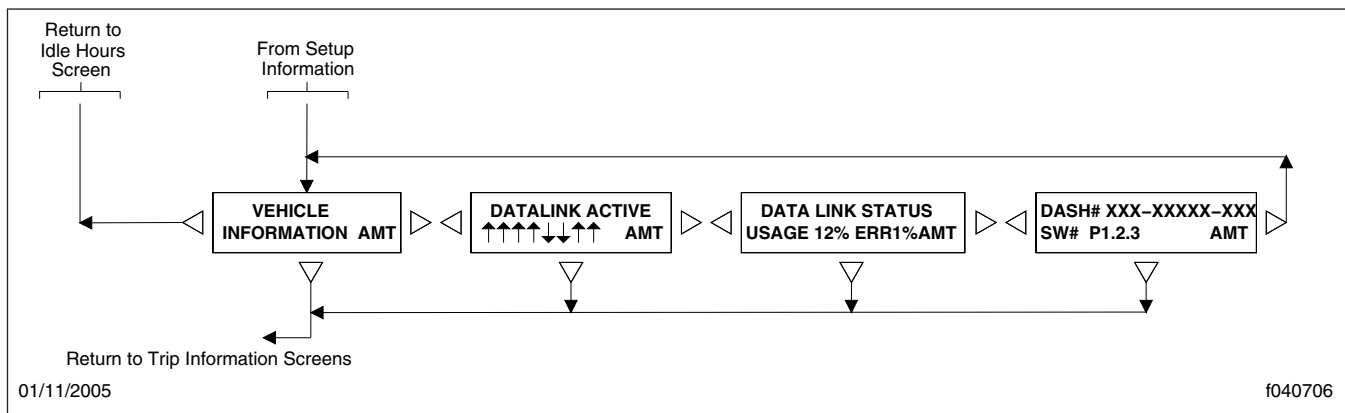 Return to
Idle Hours
Screen
From Setup
Information
VEHICLE
INFORMATION AMT
DATALINK ACTIVE
↑↑↑↑↓↓↑↑ AMT
DATA LINK STATUS
USAGE 12% ERR1%AMT
DASH# XXX–XXXXX–XXX
SW# P1.2.3 AMT
Return to Trip Information Screens
01/11/2005
f040706